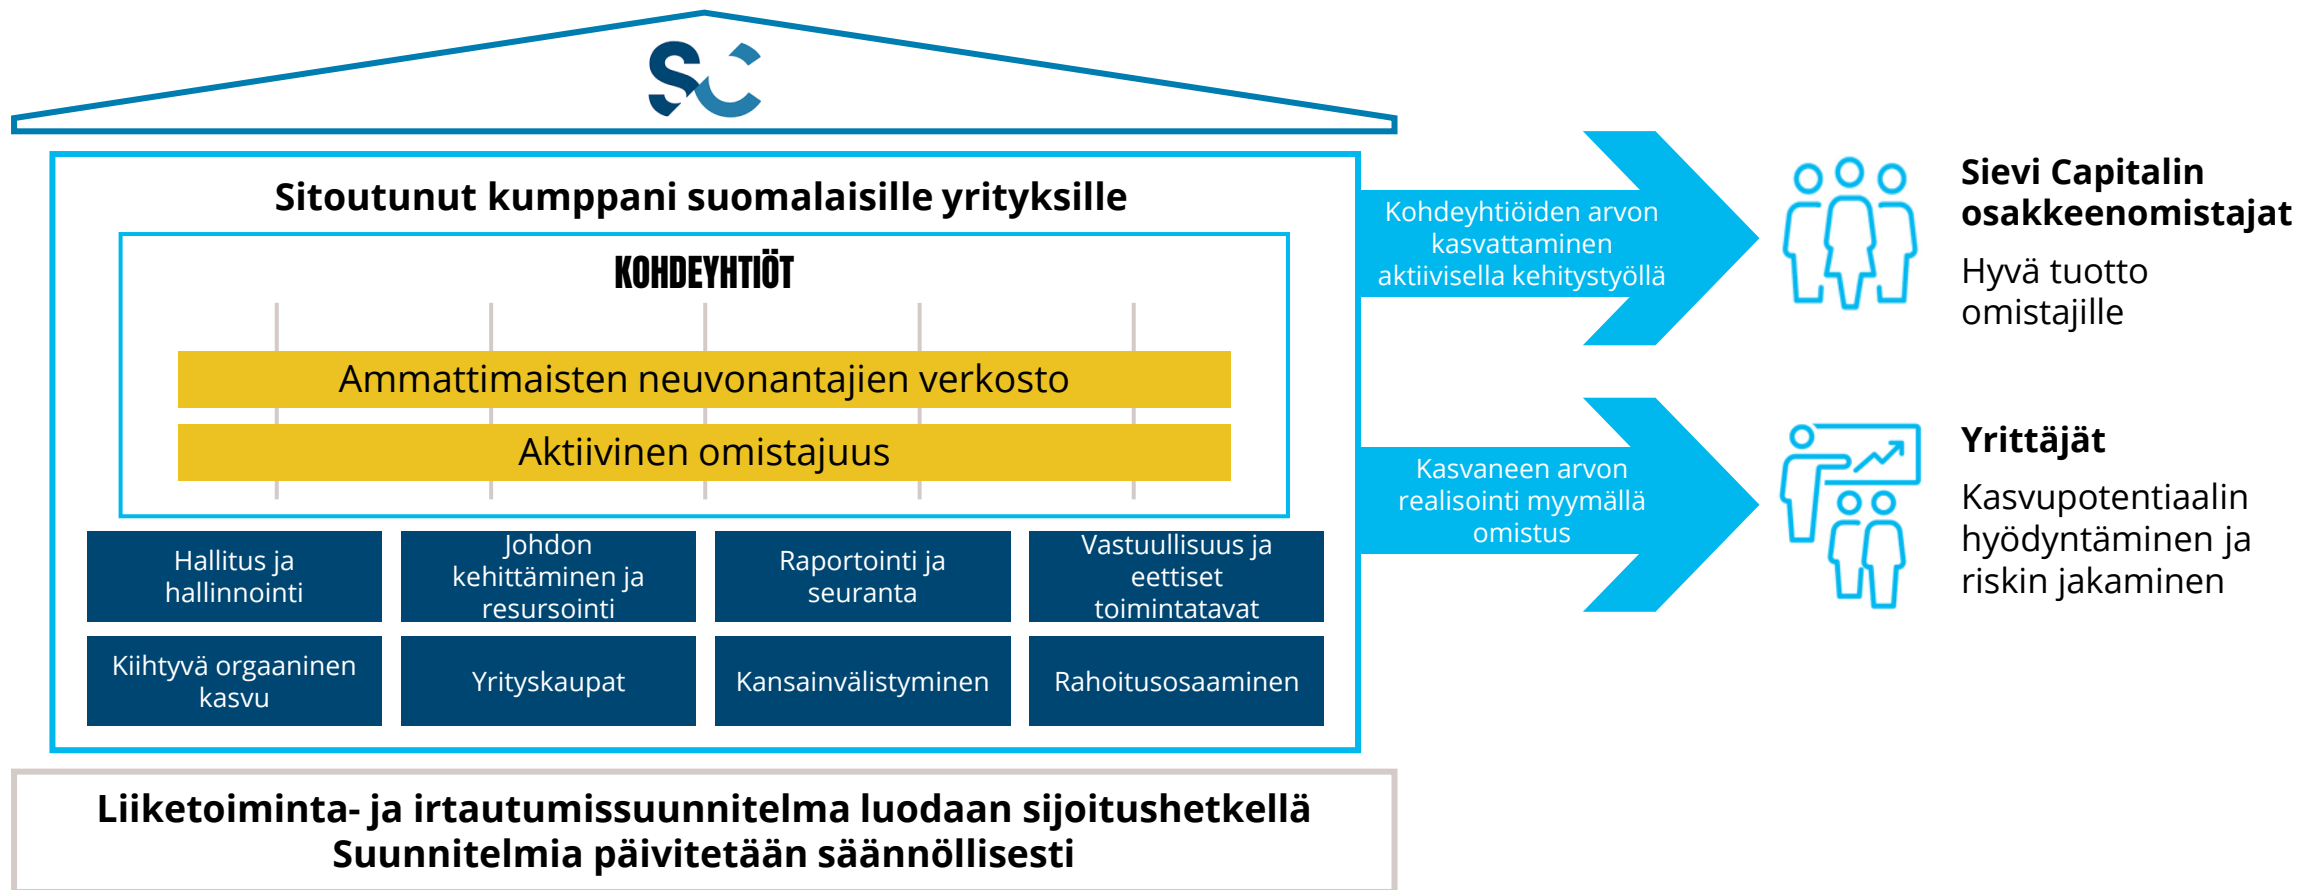 SC
Sitoutunut kumppani suomalaisille yrityksille
KOHDEYHTIÖT
Ammattimaisten neuvonantajien verkosto
Aktiivinen omistajuus
Hallitus ja
hallinnointi
Johdon
kehittäminen ja
resursointi
Raportointi ja
seuranta
Vastuullisuus ja
eettiset
toimintatavat
Kiihtyvä orgaaninen
kasvu
Yrityskaupat
Kansainvälistyminen
Rahoitusosaaminen
Liiketoiminta- ja irtautumissuunnitelma luodaan sijoitushetkellä
Suunnitelmia päivitetään säännöllisesti
Kohdeyhtiöiden arvon
kasvattaminen
aktiivisella kehitystyöllä
Sievi Capitalin
osakkeenomistajat
Hyvä tuotto
omistajille
Kasvaneen arvon
realisointi myymällä
omistus
Yrittäjät
Kasvupotentiaalin
hyödyntäminen ja
riskin jakaminen